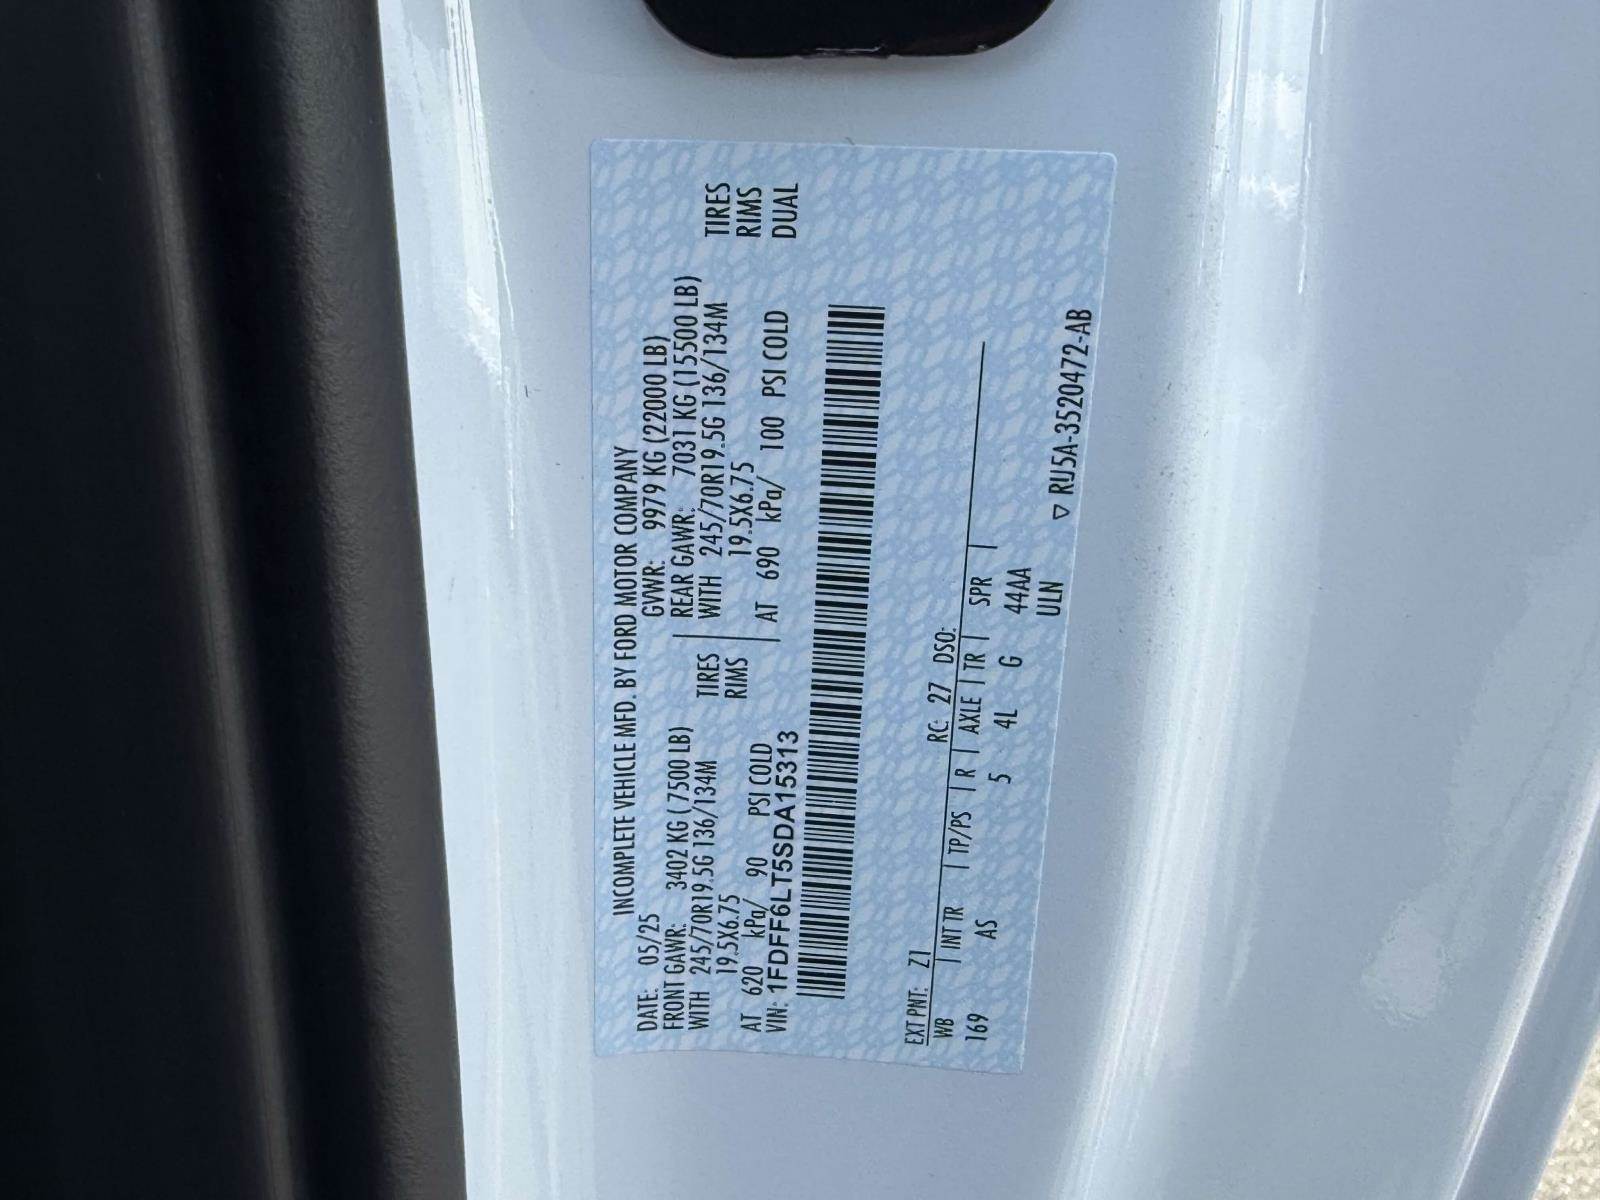 INCOMPLETE VEHICLE MFD. BY FORD MOTOR COMPANY
DATE: 05/25 GVWR: 9979 KG (22000 LB)
FRONT GAWR: 3402 KG ( 7500 LB) REAR GAWR: 7031 KG (15500 LB)
WITH 245/70R19.5G 136/134M TIRES WITH 245/70R19.5G 136/134M TIRES
19.5X6.75 RIMS 19.5X6.75 RIMS
AT 620 kPa/ 90 PSI COLD AT 690 kPa/ 100 PSI COLD DUAL
VIN: 1FDFF6LT5SDA15313
EXT PNT: Z1 RC: 27 DSO:
WB | INT TR | TP/PS | R | AXLE | TR | SPR |
169 AS 5 4L G 44AA
ULN
▽ RU5A-3520472-AB